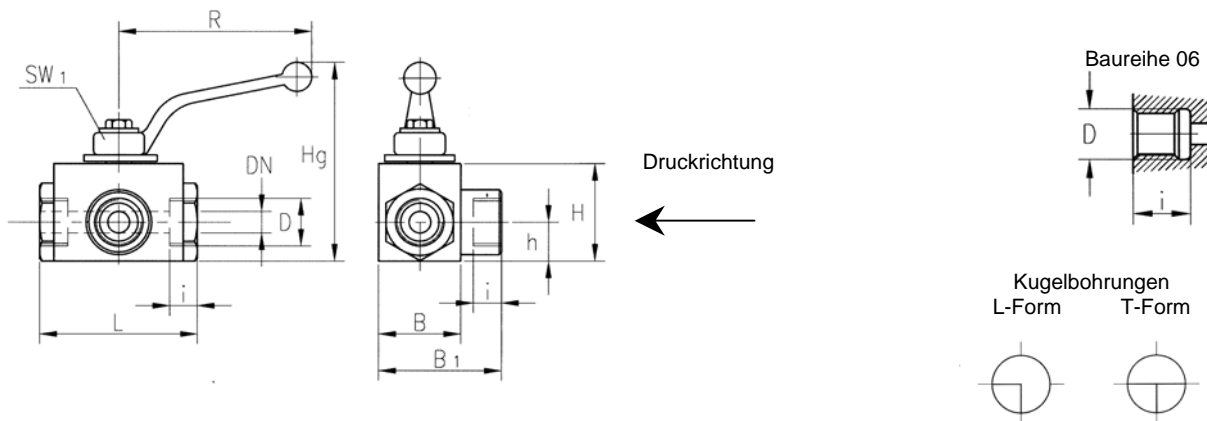 R
SW 1
Hg
DN
D
i
L
Druckrichtung
H
h
i
B
B 1
Baureihe 06
D
i
Kugelbohrungen
L-Form T-Form